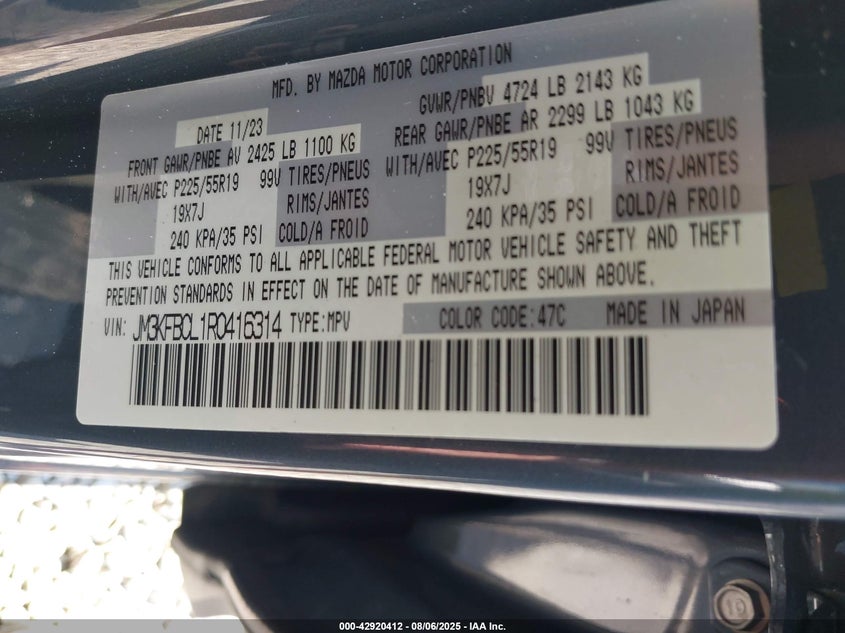 MFD. BY MAZDA MOTOR CORPORATION
DATE 11/23 GVWR/PNBV 4724 LB 2143 KG
FRONT GAWR/PNBE AV 2425 LB 1100 KG REAR GAWR/PNBE AR 2299 LB 1043 KG
WITH/AVEC P225/55R19 99V TIRES/PNEUS WITH/AVEC P225/55R19 99V TIRES/PNEUS
19X7J RIMS/JANTES 19X7J RIMS/JANTES
240 KPA/35 PSI COLD/A FROID 240 KPA/35 PSI COLD/A FROID
THIS VEHICLE CONFORMS TO ALL APPLICABLE FEDERAL MOTOR VEHICLE SAFETY AND THEFT
PREVENTION STANDARDS IN EFFECT ON THE DATE OF MANUFACTURE SHOWN ABOVE.
VIN: JM3KFBCL1R0416314 TYPE:MPV COLOR CODE:47C MADE IN JAPAN
10
000-42920412 - 08/06/2025 - IAA Inc.